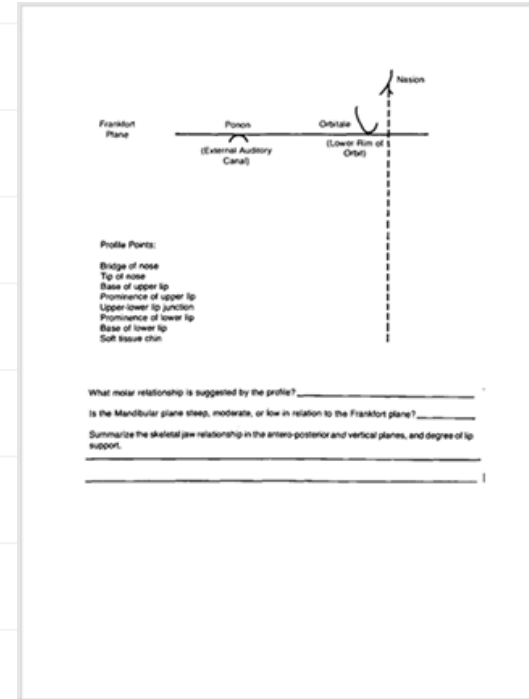 Nasion
Frankfort
Plane
Porion
Orbitale
(External Auditory
Canal)
(Lower Rim of
Orbit)
Profile Points:
Bridge of nose
Tip of nose
Base of upper lip
Prominence of upper lip
Upper-lower lip junction
Prominence of lower lip
Base of lower lip
Soft tissue chin
What molar relationship is suggested by the profile?
Is the Mandibular plane steep, moderate, or low in relation to the Frankfort plane?
Summarize the skeletal jaw relationship in the antero-posterior and vertical planes, and degree of lip
support.